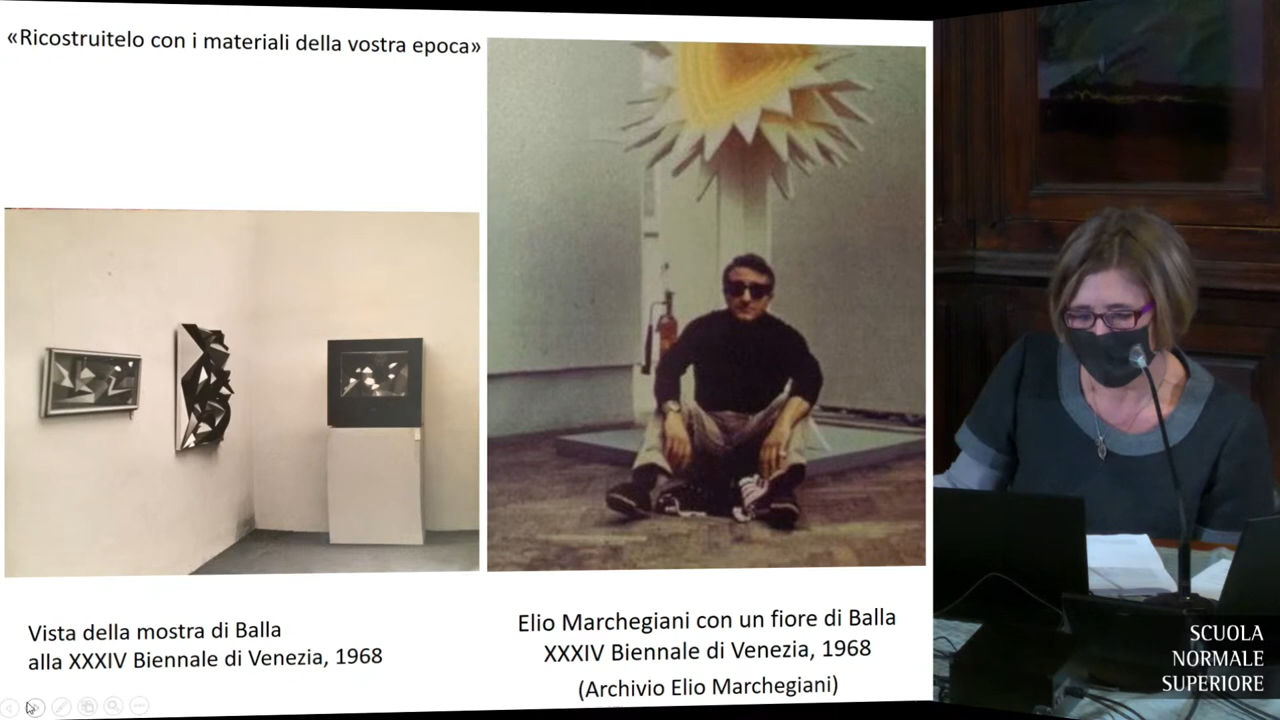 «Ricostruitelo con i materiali della vostra epoca»
Vista della mostra di Balla
alla XXXIV Biennale di Venezia, 1968
Elio Marchegiani con un fiore di Balla
XXXIV Biennale di Venezia, 1968
(Archivio Elio Marchegiani)
SCUOLA
NORMALE
SUPERIORE